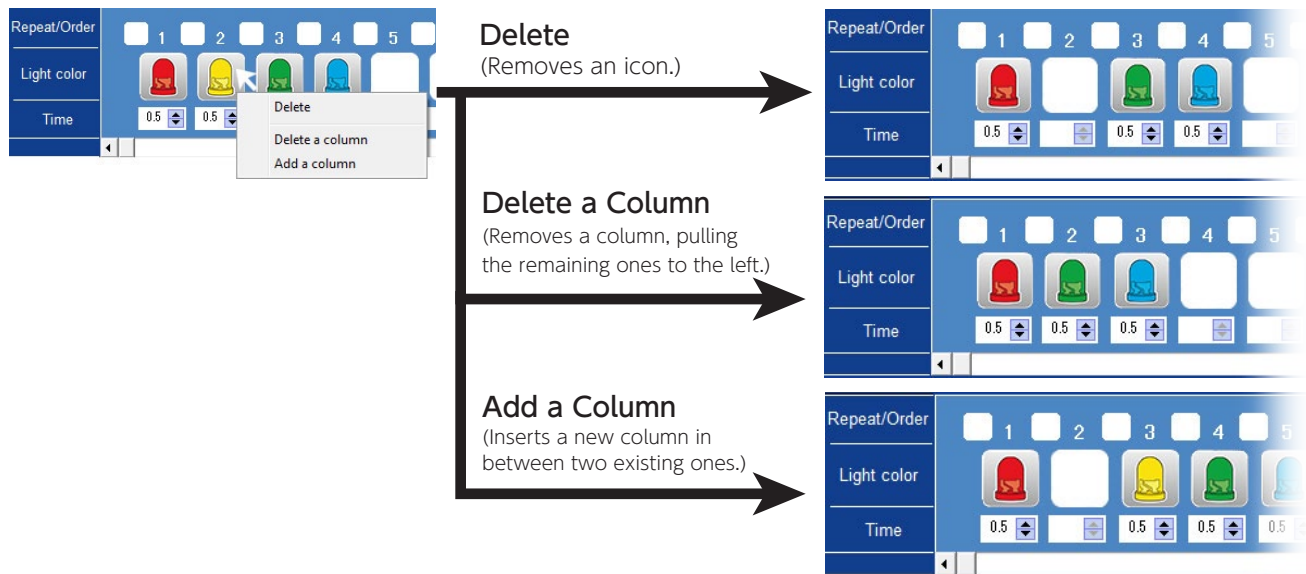 Repeat/Order
1 2 3 4 5
Light color
Time
0.5 0.5
Delete
Delete a column
Add a column
Delete
(Removes an icon.)
Repeat/Order
1 2 3 4 5
Light color
Time
0.5 0.5 0.5
Delete a Column
(Removes a column, pulling
the remaining ones to the left.)
Repeat/Order
1 2 3 4 5
Light color
Time
0.5 0.5 0.5
Add a Column
(Inserts a new column in
between two existing ones.)
Repeat/Order
1 2 3 4 5
Light color
Time
0.5 0.5 0.5 0.5